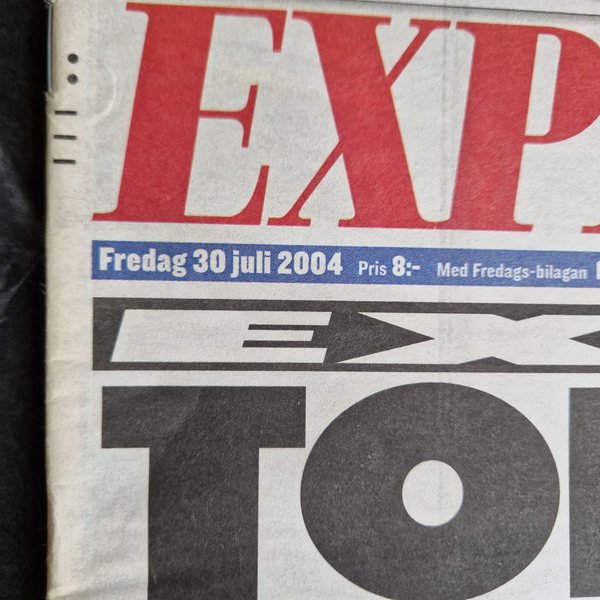 EXP
Fredag 30 juli 2004 Pris 8:- Med Fredags-bilagan
EX
TO